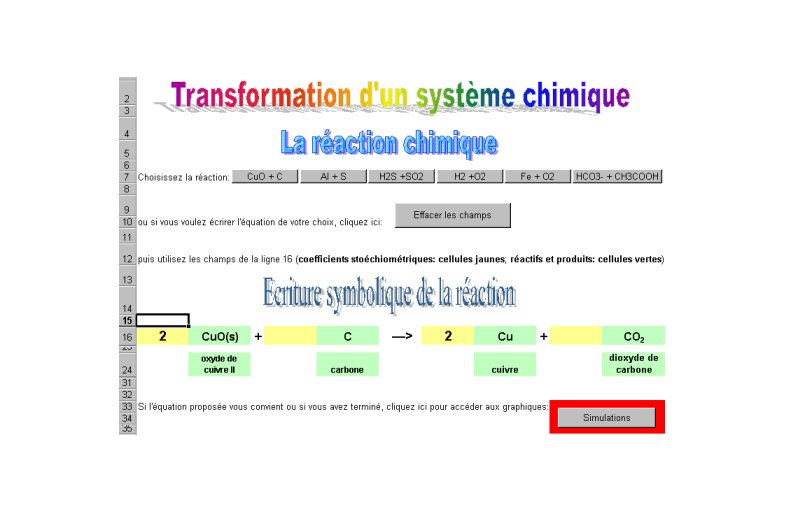 Transformation d'un système chimique
2
3
La réaction chimique
4
5
6
7 Choisissez la réaction: CuO + C Al + S H2S +SO2 H2 +O2 Fe + O2 HCO3- + CH3COOH
8
9 Effacer les champs
10 ou si vous voulez écrirer l'équation de votre choix, cliquez ici:
11
12 puis utilisez les champs de la ligne 16 (coefficients stoéchiométriques: cellules jaunes; réactifs et produits: cellules vertes)
13
Ecriture symbolique de la réaction
14
15
16 2 CuO(s) + C —> 2 Cu + CO₂
oxyde de dioxyde de
24 cuivre II carbone cuivre carbone
31
32
33 Si l'équation proposée vous convient ou si vous avez terminé, cliquez ici pour accéder aux graphiques:
34 Simulations
35